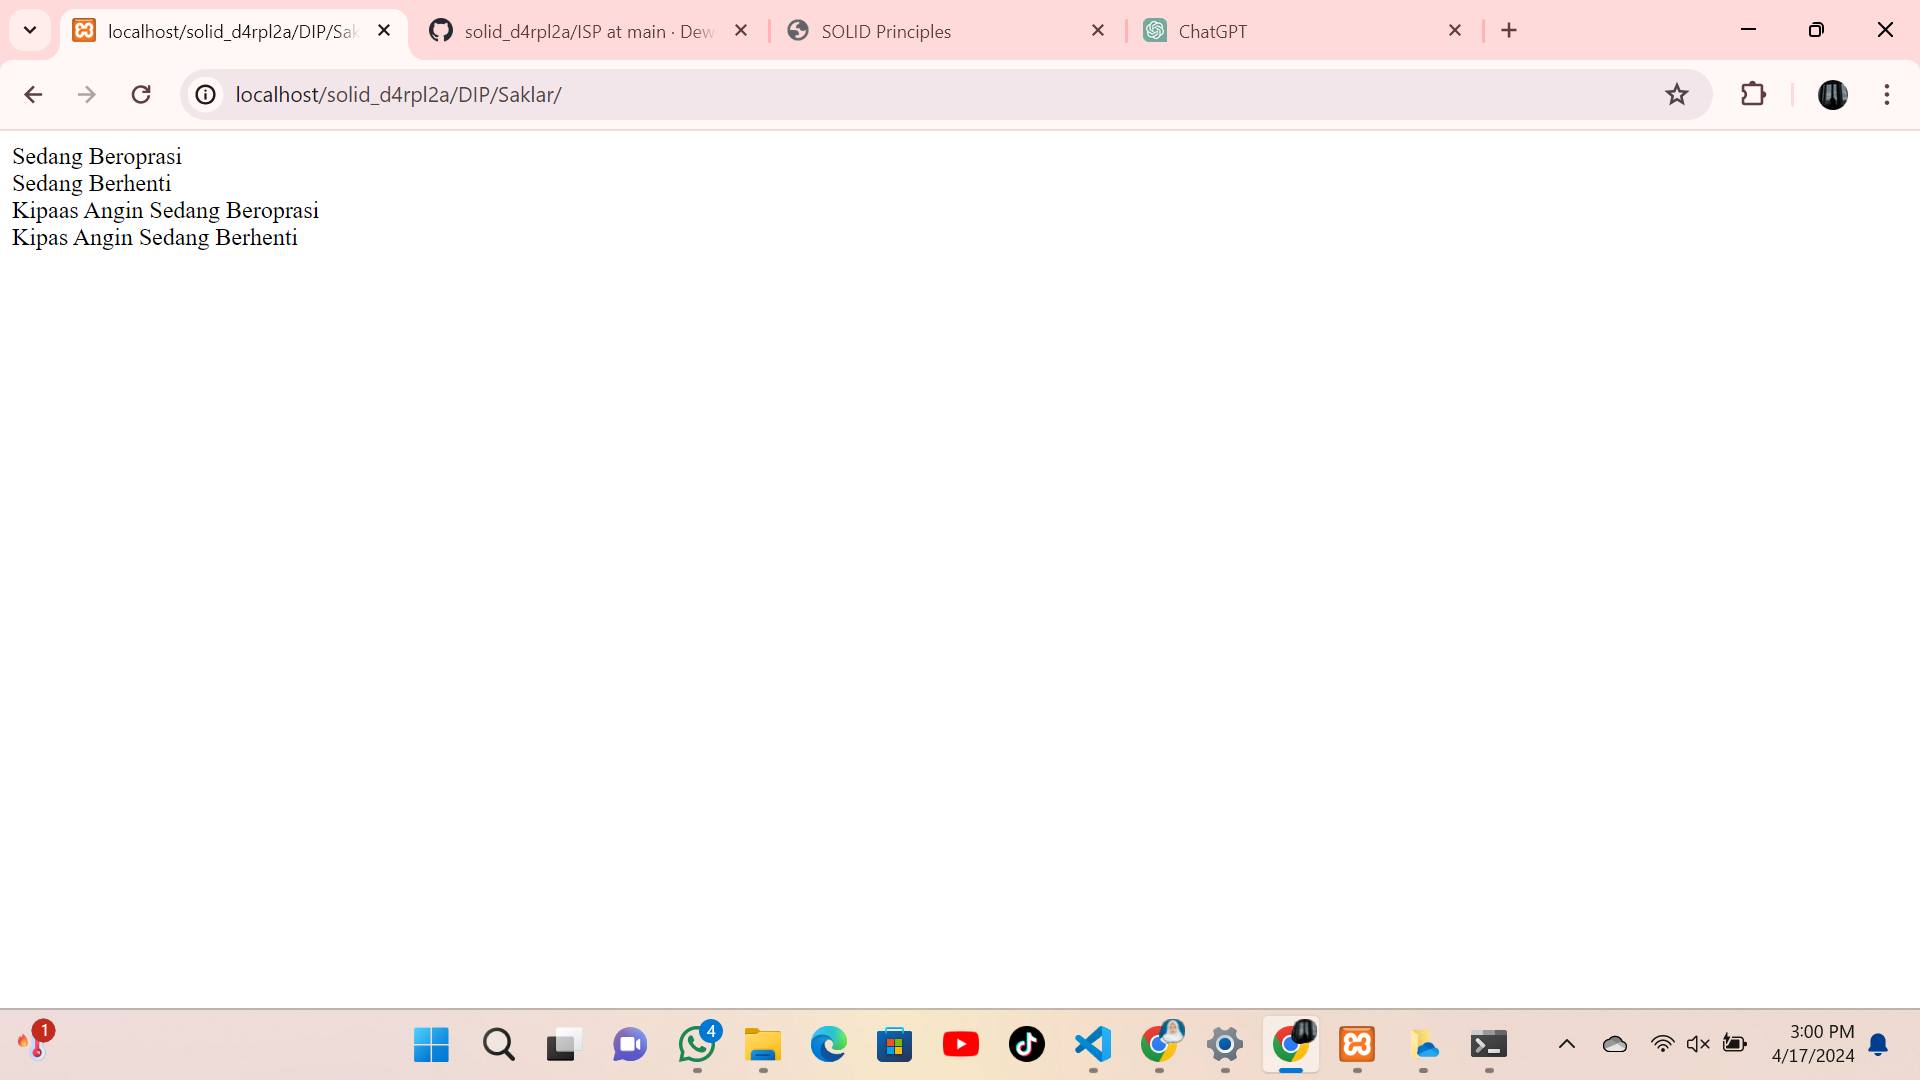 localhost/solid_d4rpl2a/DIP/Sak
solid_d4rpl2a/ISP at main · Dew
SOLID Principles
ChatGPT
localhost/solid_d4rpl2a/DIP/Saklar/
Sedang Beroprasi
Sedang Berhenti
Kipaas Angin Sedang Beroprasi
Kipas Angin Sedang Berhenti
1
4
3:00 PM
4/17/2024